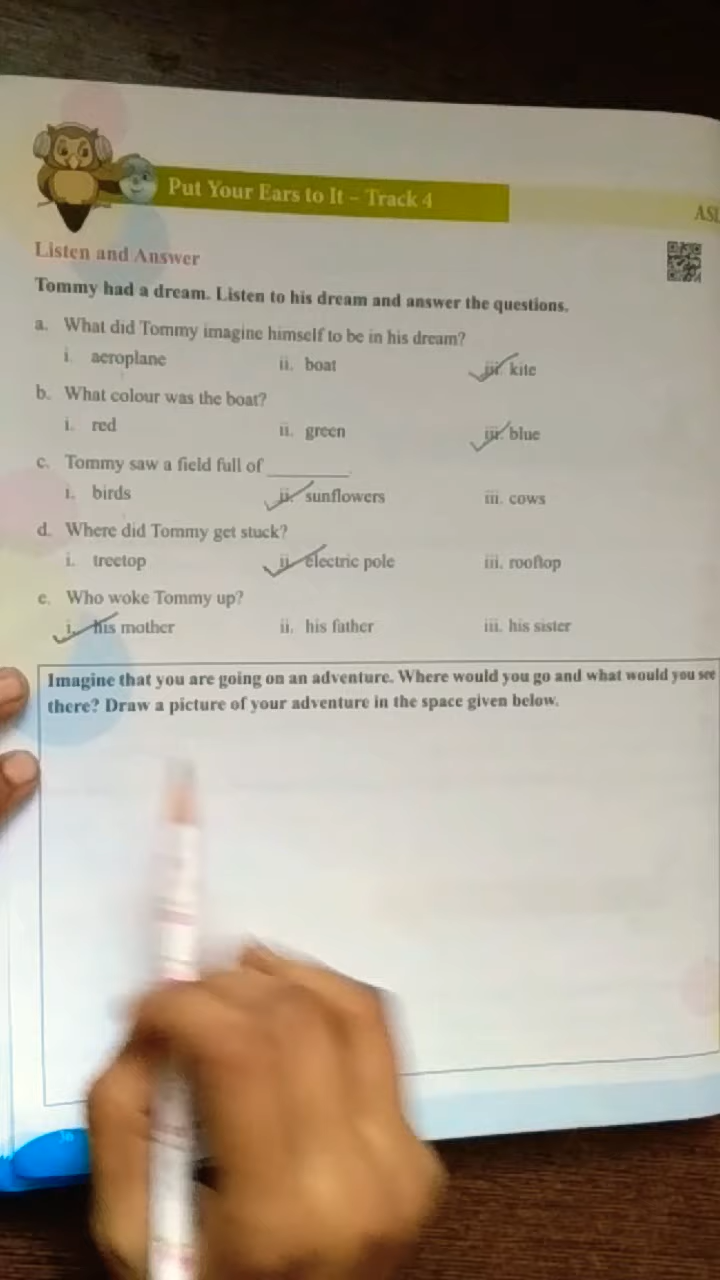 Put Your Ears to It – Track 4
Listen and Answer
Tommy had a dream. Listen to his dream and answer the questions.
a. What did Tommy imagine himself to be in his dream?
i. aeroplane ii. boat iii. kite
b. What colour was the boat?
i. red ii. green iii. blue
c. Tommy saw a field full of ________.
i. birds ii. sunflowers iii. cows
d. Where did Tommy get stuck?
i. treetop ii. electric pole iii. rooftop
e. Who woke Tommy up?
i. his mother ii. his father iii. his sister
Imagine that you are going on an adventure. Where would you go and what would you see
there? Draw a picture of your adventure in the space given below.